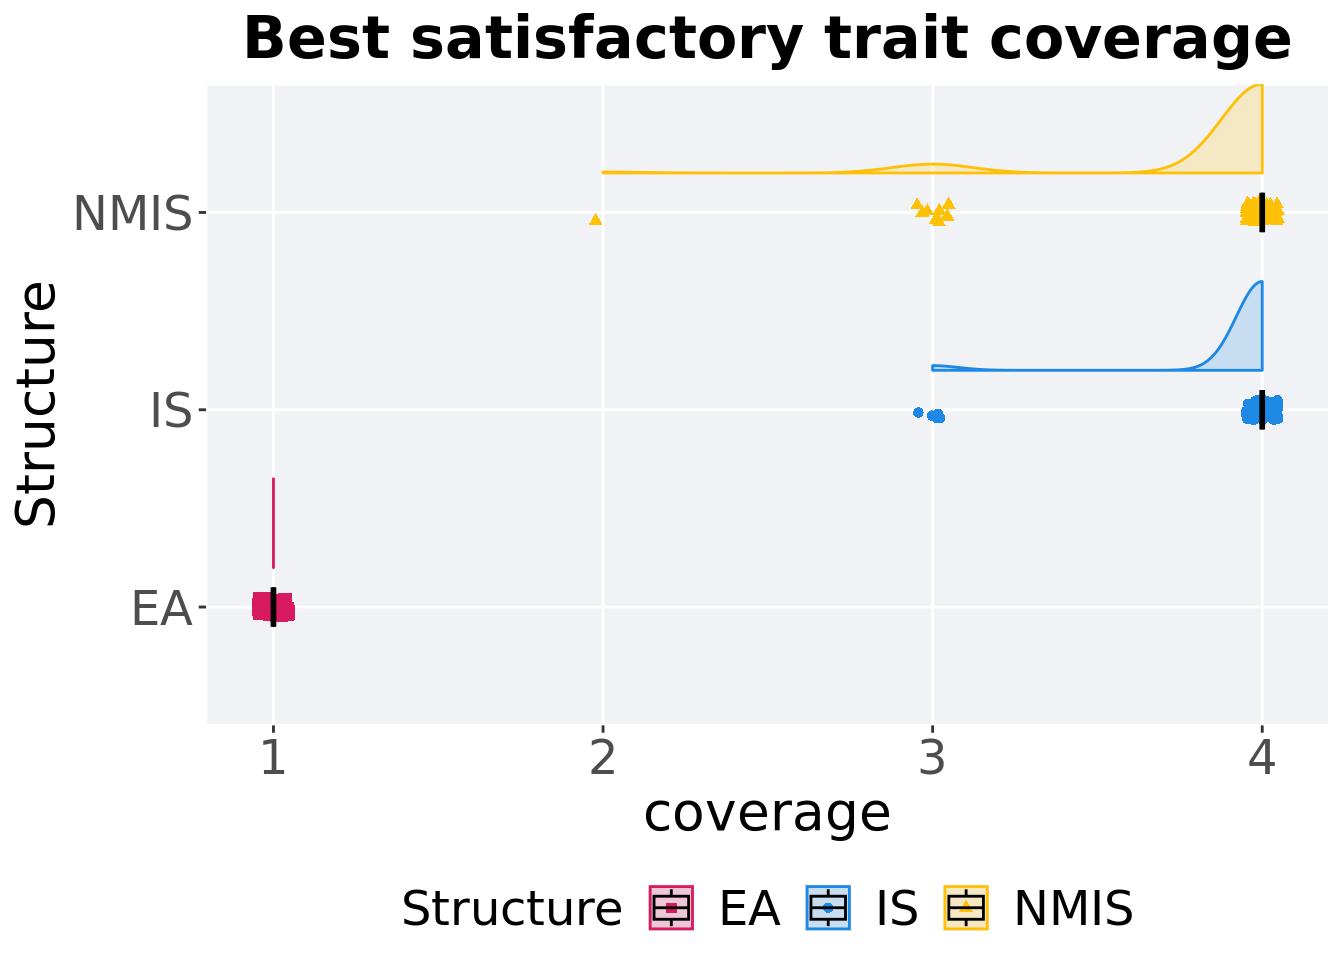 Best satisfactory trait coverage
Structure
NMIS
IS
EA
1 2 3 4
coverage
Structure EA IS NMIS